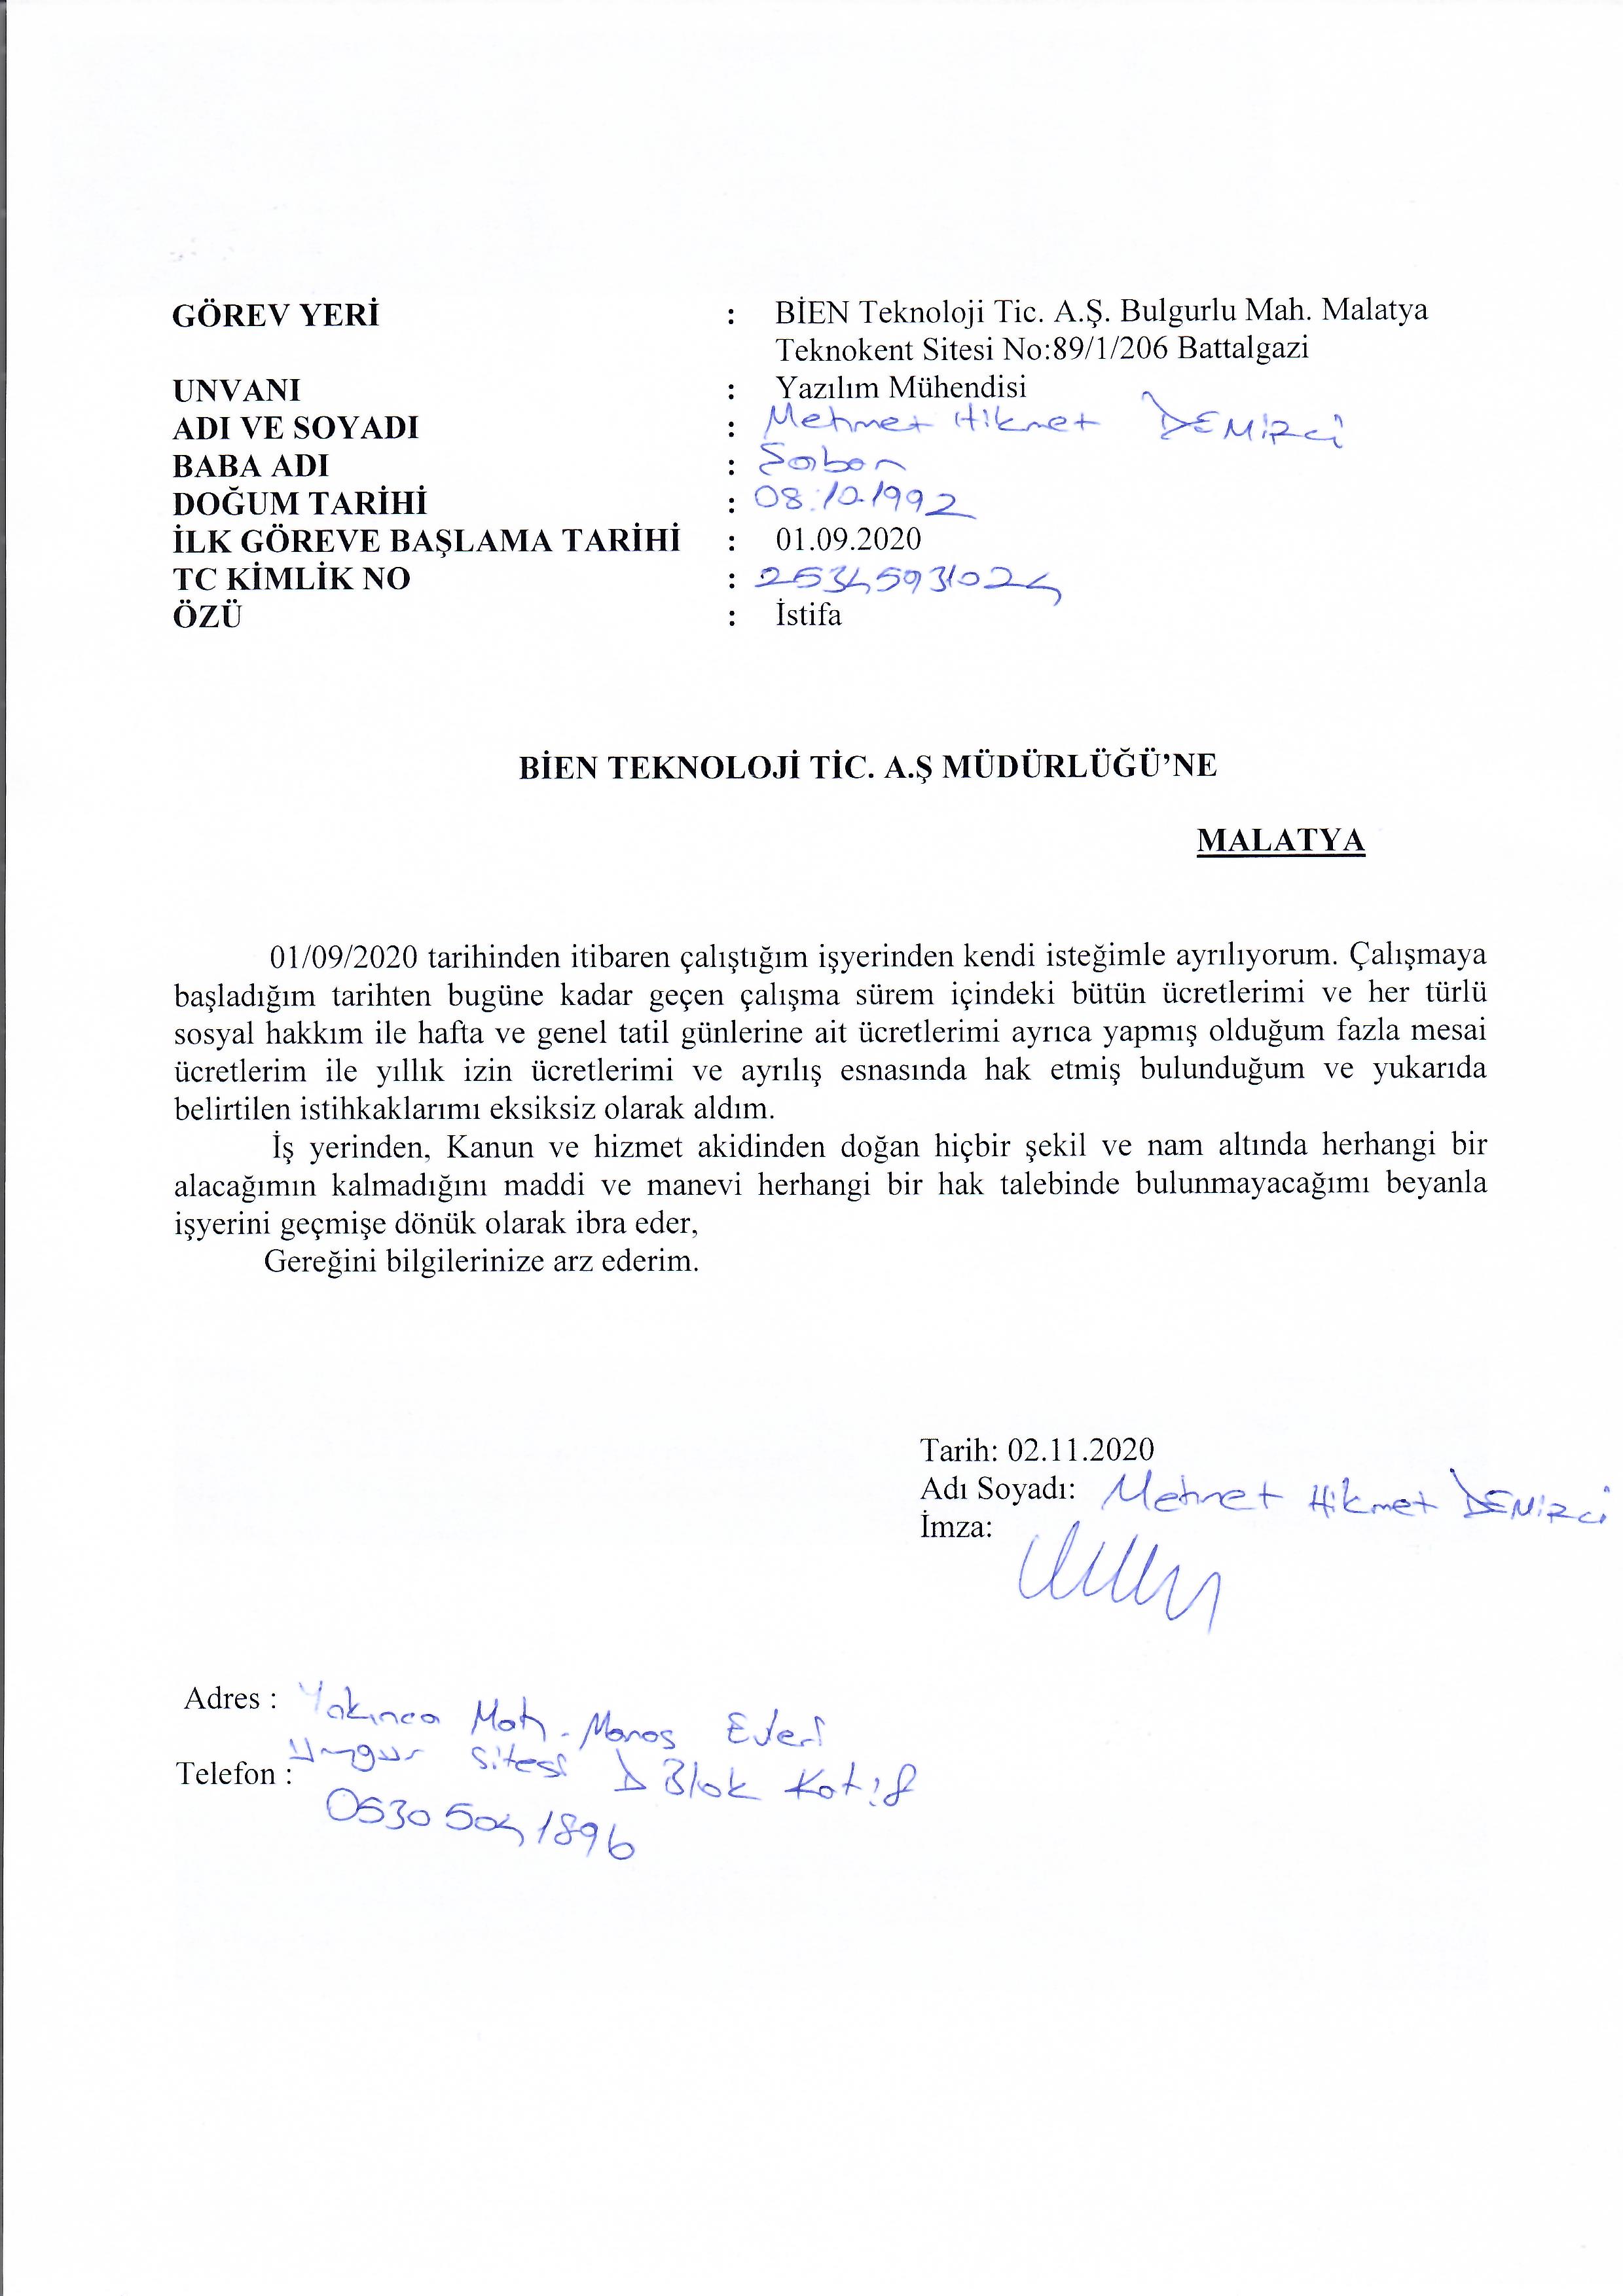 GÖREV YERİ : BİEN Teknoloji Tic. A.Ş. Bulgurlu Mah. Malatya
Teknokent Sitesi No:89/1/206 Battalgazi
UNVANI : Yazılım Mühendisi
ADI VE SOYADI : Mehmet Hikmet DEMİRCİ
BABA ADI : Şaban
DOĞUM TARİHİ : 08.10.1992
İLK GÖREVE BAŞLAMA TARİHİ : 01.09.2020
TC KİMLİK NO : 25345931024
ÖZÜ : İstifa
BİEN TEKNOLOJİ TİC. A.Ş MÜDÜRLÜĞÜ’NE
MALATYA
01/09/2020 tarihinden itibaren çalıştığım işyerinden kendi isteğimle ayrılıyorum. Çalışmaya
başladığım tarihten bugüne kadar geçen çalışma sürem içindeki bütün ücretlerimi ve her türlü
sosyal hakkım ile hafta ve genel tatil günlerine ait ücretlerimi ayrıca yapmış olduğum fazla mesai
ücretlerim ile yıllık izin ücretlerimi ve ayrılış esnasında hak etmiş bulunduğum ve yukarıda
belirtilen istihkaklarımı eksiksiz olarak aldım.
İş yerinden, Kanun ve hizmet akidinden doğan hiçbir şekil ve nam altında herhangi bir
alacağımın kalmadığını maddi ve manevi herhangi bir hak talebinde bulunmayacağımı beyanla
işyerini geçmişe dönük olarak ibra eder,
Gereğini bilgilerinize arz ederim.
Tarih: 02.11.2020
Adı Soyadı: Mehmet Hikmet DEMİRCİ
İmza:
Adres : Yakınca Mah. Maraş Evleri
Sitesi D Blok Kat:8
Telefon :
0530 504 1896